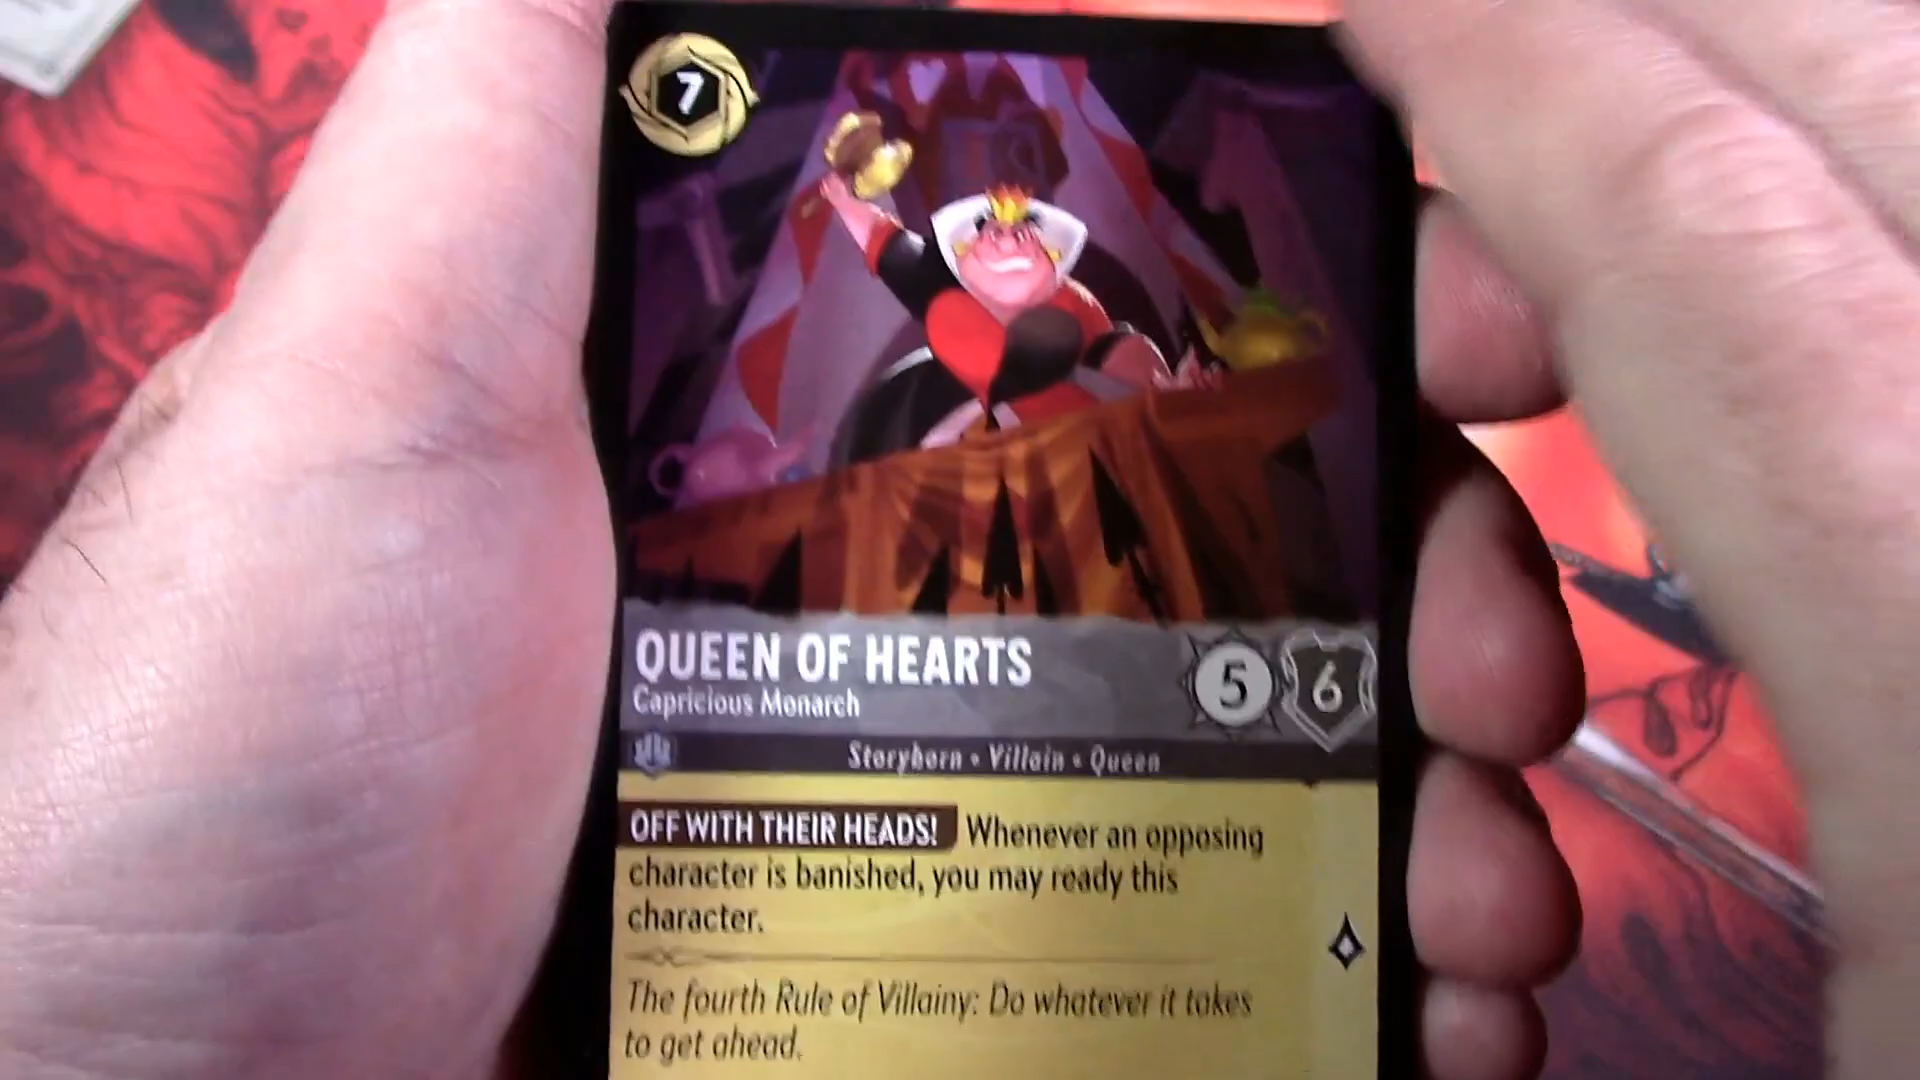 7
QUEEN OF HEARTS
Capricious Monarch
5
6
Storyborn • Villain • Queen
OFF WITH THEIR HEADS! Whenever an opposing
character is banished, you may ready this
character.
The fourth Rule of Villainy: Do whatever it takes
to get ahead.